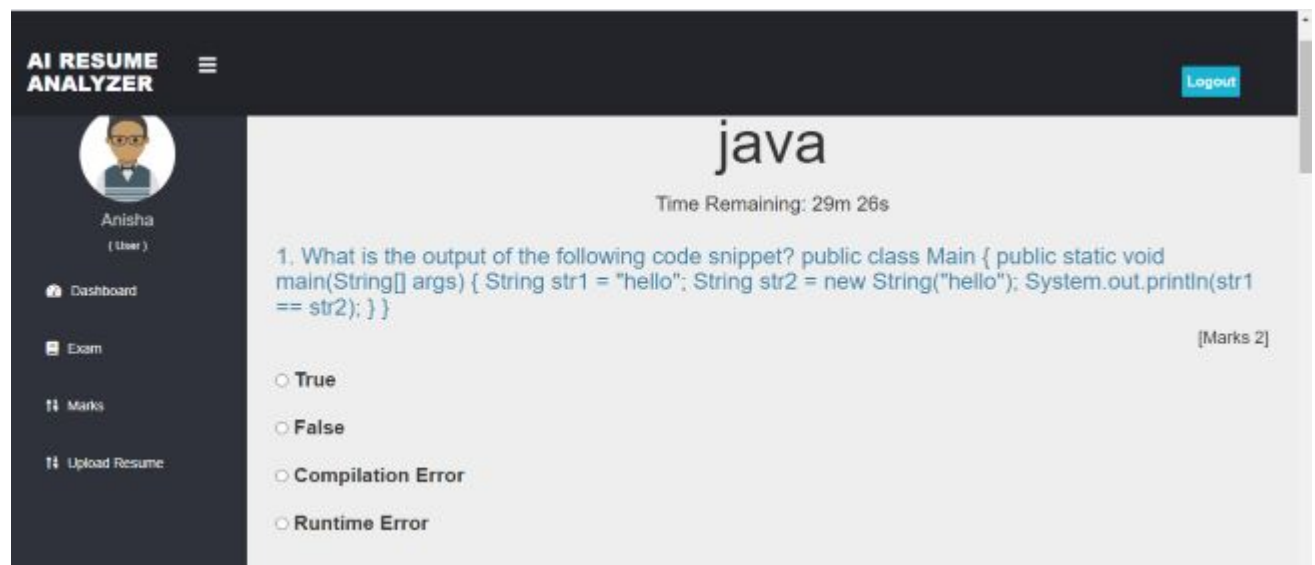 AI RESUME
ANALYZER
Logout
Anisha
( User )
Dashboard
Exam
Marks
Upload Resume
java
Time Remaining: 29m 26s
1. What is the output of the following code snippet? public class Main { public static void
main(String[] args) { String str1 = "hello"; String str2 = new String("hello"); System.out.println(str1
== str2); } }
[Marks 2]
True
False
Compilation Error
Runtime Error